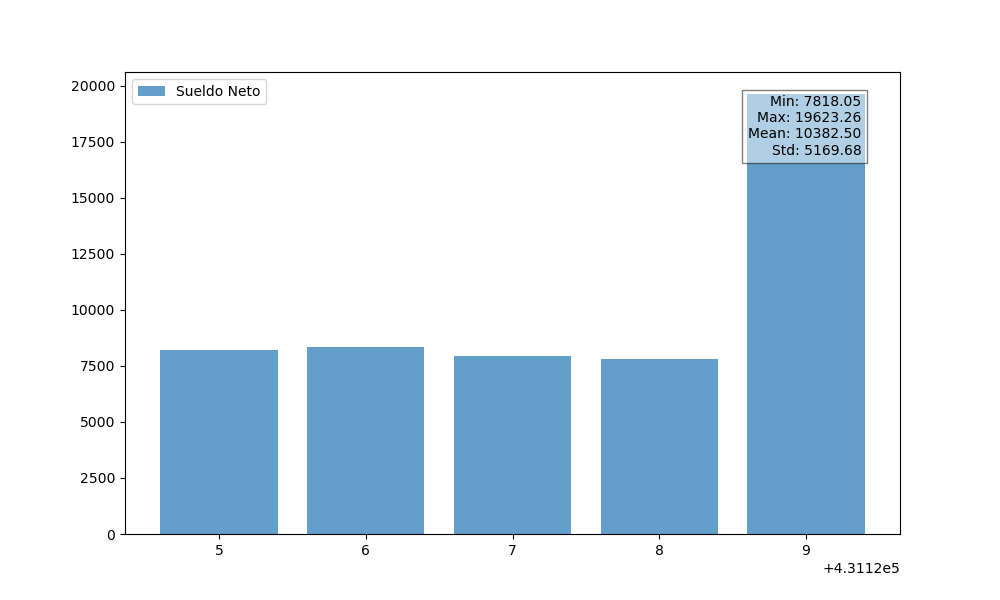 Sueldo Neto
Min: 7818.05
Max: 19623.26
Mean: 10382.50
Std: 5169.68
20000
17500
15000
12500
10000
7500
5000
2500
0
5 6 7 8 9
+4.3112e5